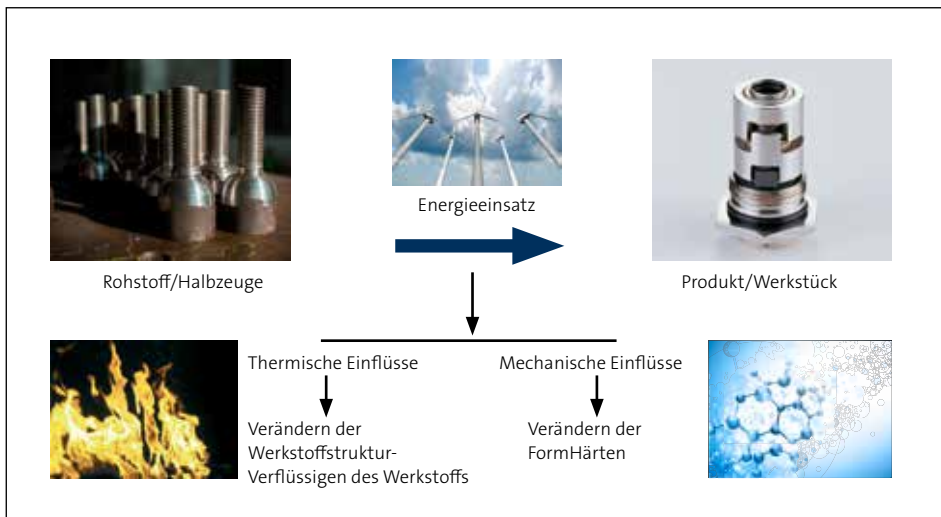 Energieeinsatz
Rohstoff/Halbzeuge
Produkt/Werkstück
Thermische Einflüsse
Mechanische Einflüsse
Verändern der
Werkstoffstruktur-
Verflüssigen des Werkstoffs
Verändern der
FormHärten